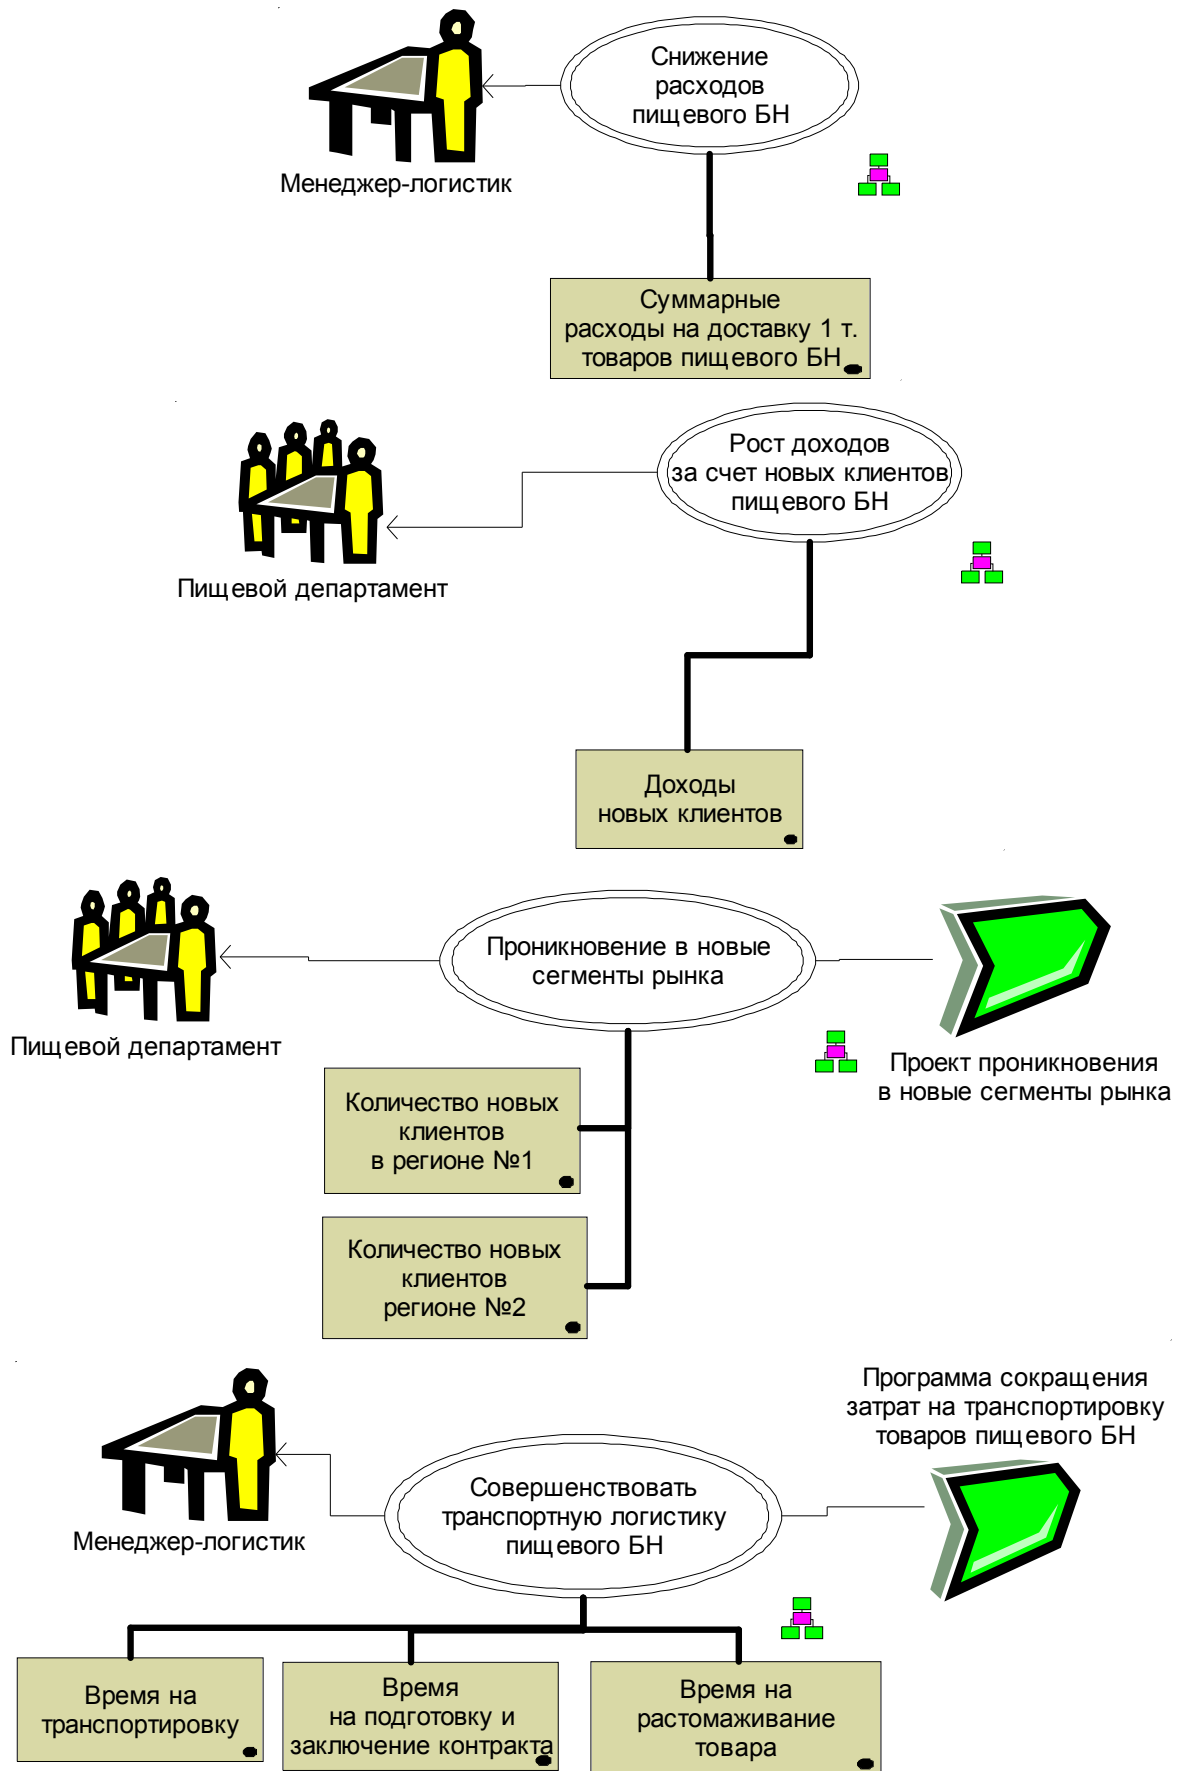 Снижение
расходов
пищевого БН
Менеджер-логистик
Суммарные
расходы на доставку 1 т.
товаров пищевого БН
Рост доходов
за счет новых клиентов
пищевого БН
Пищевой департамент
Доходы
новых клиентов
Проникновение в новые
сегменты рынка
Пищевой департамент
Проект проникновения
в новые сегменты рынка
Количество новых
клиентов
в регионе №1
Количество новых
клиентов
регионе №2
Программа сокращения
затрат на транспортировку
товаров пищевого БН
Совершенствовать
транспортную логистику
пищевого БН
Менеджер-логистик
Время на
транспортировку
Время
на подготовку и
заключение контракта
Время на
растомаживание
товара